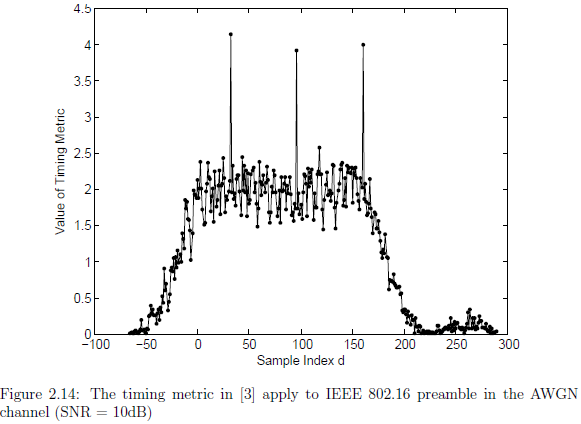 4.5
4
3.5
3
2.5
2
1.5
1
0.5
0
Value of Timing Metric
−100 −50 0 50 100 150 200 250 300
Sample Index d
Figure 2.14: The timing metric in [3] apply to IEEE 802.16 preamble in the AWGN
channel (SNR = 10dB)